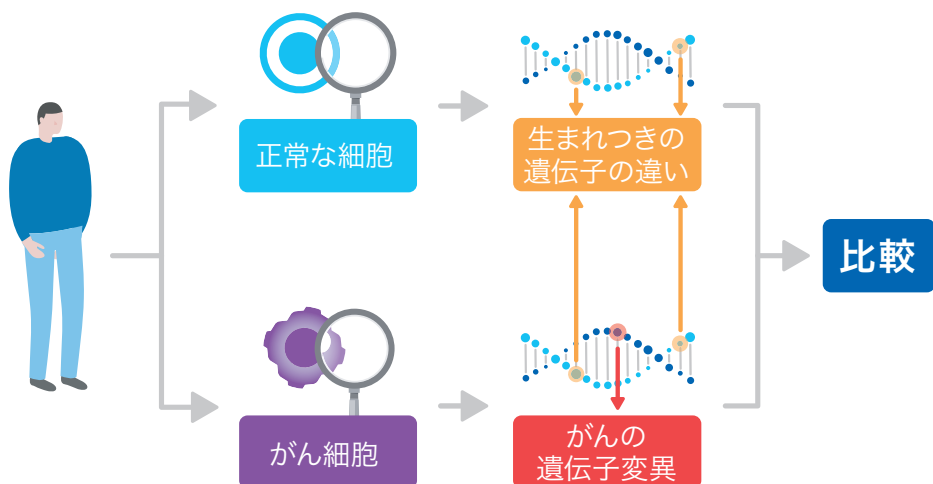 正常な細胞
生まれつきの
遺伝子の違い
比較
がん細胞
がんの
遺伝子変異